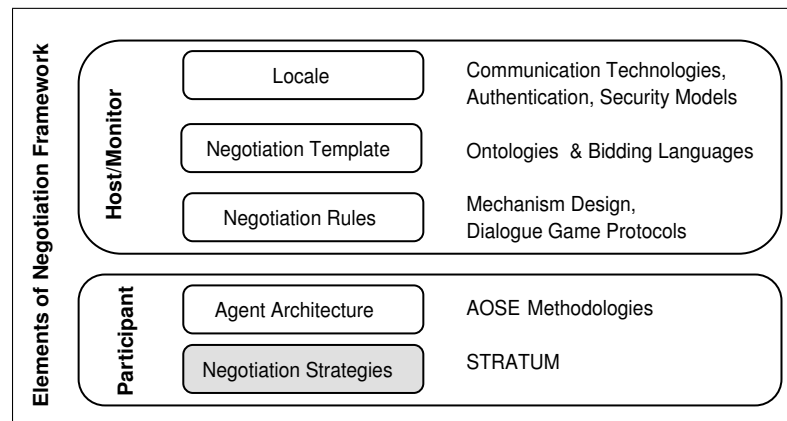 Elements of Negotiation Framework
Host/Monitor
Locale
Communication Technologies,
Authentication, Security Models
Negotiation Template
Ontologies & Bidding Languages
Negotiation Rules
Mechanism Design,
Dialogue Game Protocols
Participant
Agent Architecture
AOSE Methodologies
Negotiation Strategies
STRATUM